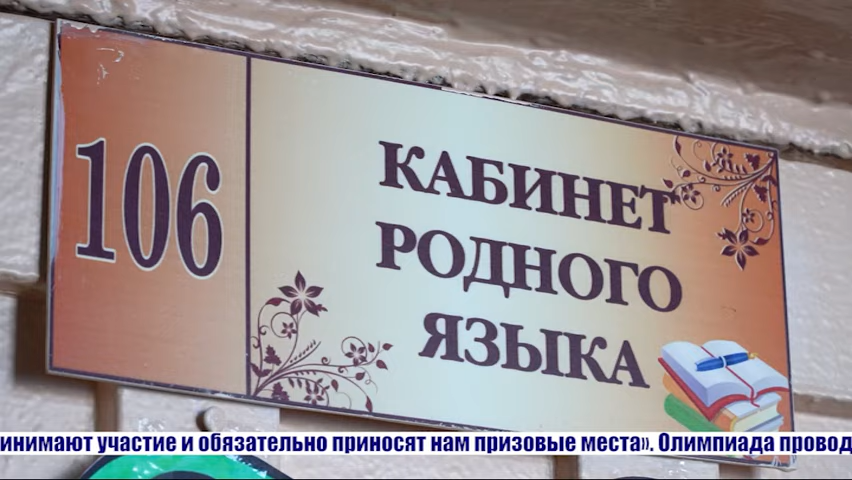 106
КАБИНЕТ
РОДНОГО
ЯЗЫКА
инимают участие и обязательно приносят нам призовые места». Олимпиада провод